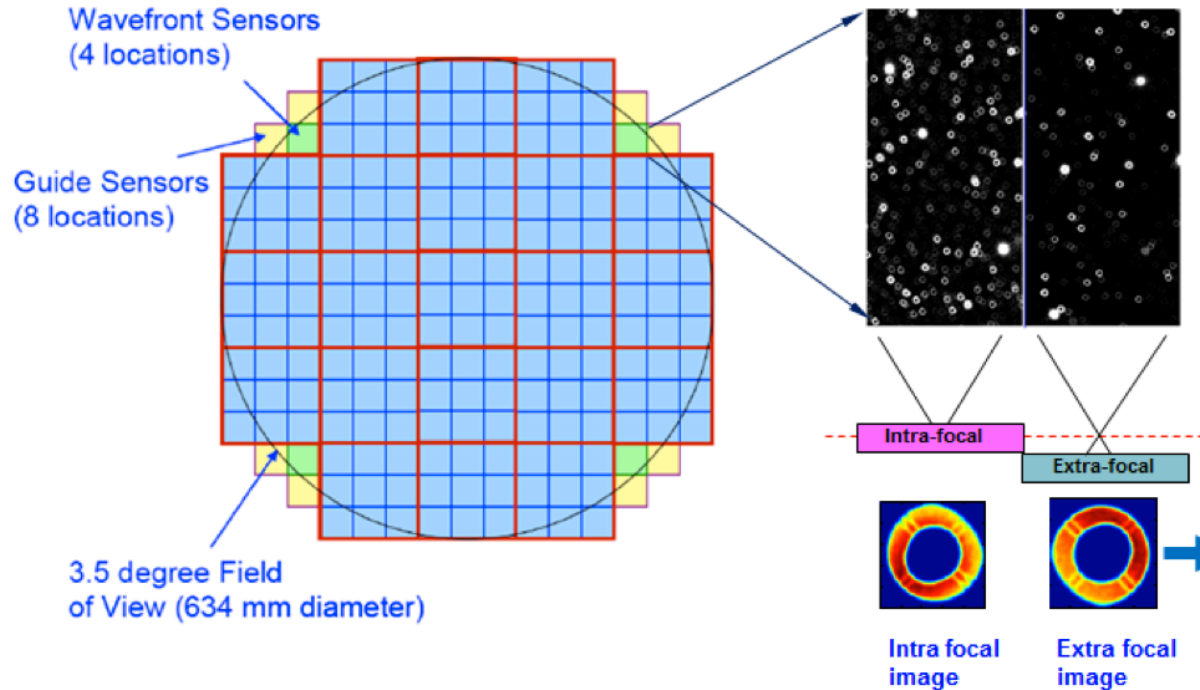 Wavefront Sensors
(4 locations)
Guide Sensors
(8 locations)
3.5 degree Field
of View (634 mm diameter)
Intra-focal
Extra-focal
Intra focal
image
Extra focal
image